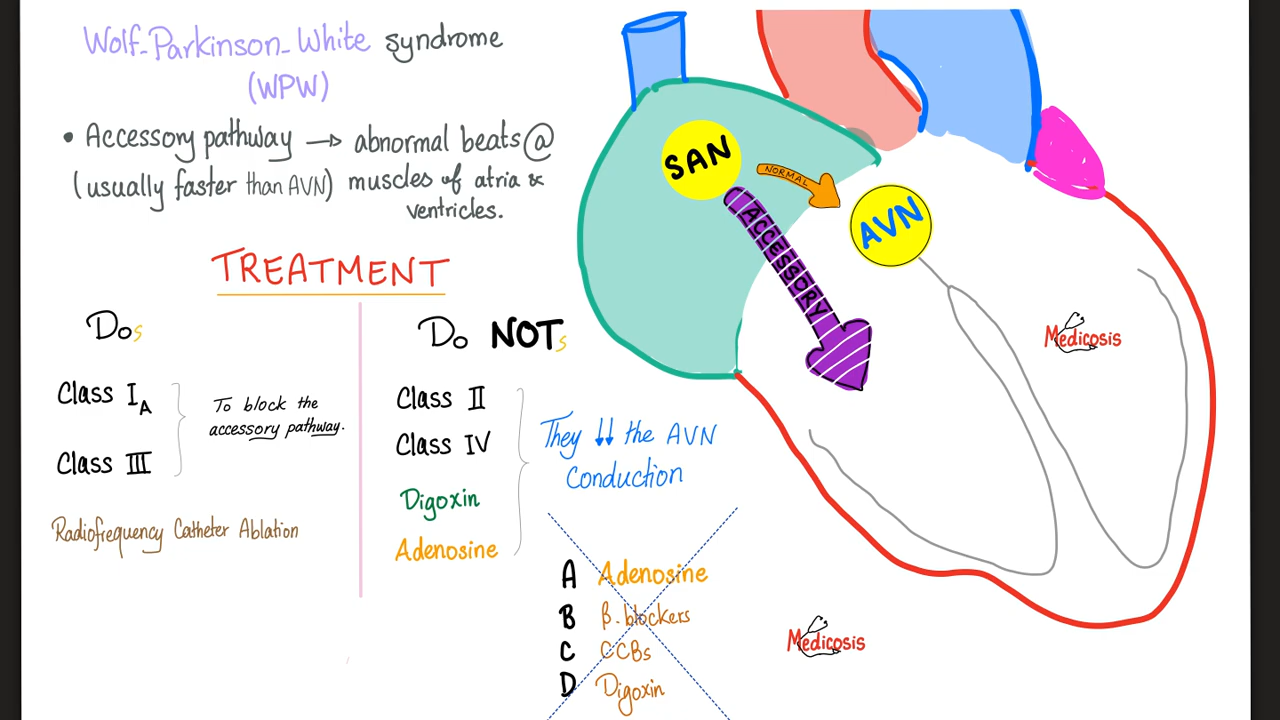 Wolf-Parkinson-White syndrome
(WPW)
• Accessory pathway → abnormal beats @
(usually faster than AVN) muscles of atria &
ventricles.
TREATMENT
Dos
Class IA
Class III
To block the
accessory pathway.
Radiofrequency Catheter Ablation
Do NOTs
Class II
Class IV
Digoxin
Adenosine
They ↓↓ the AVN
Conduction
A Adenosine
B β-blockers
C CCBs
D Digoxin
SAN
NORMAL
AVN
ACCESSORY
Medicosis
Medicosis